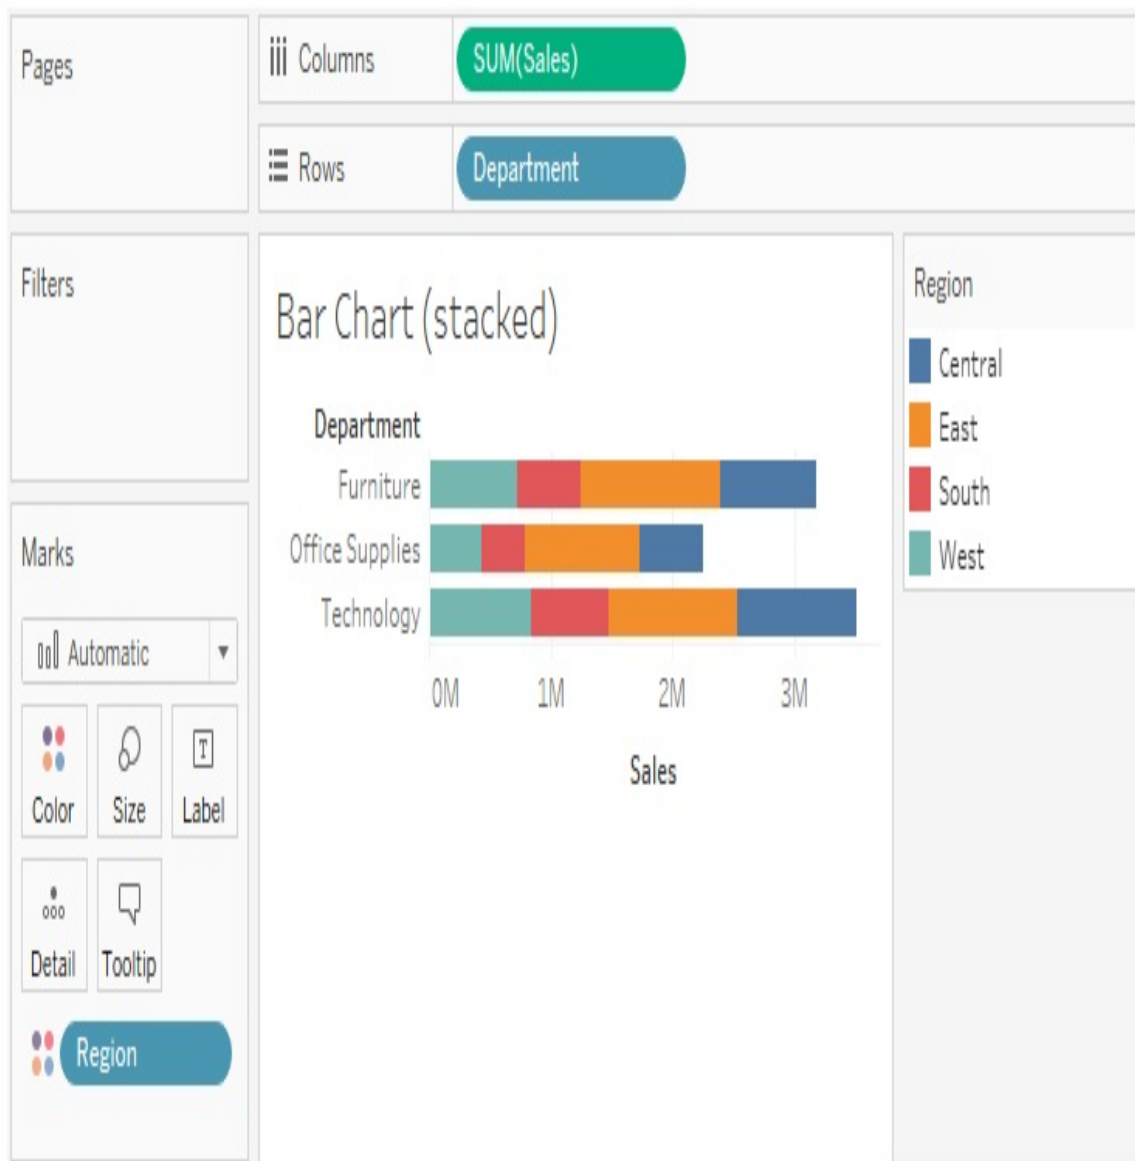 Pages
Columns
SUM(Sales)
Rows
Department
Filters
Marks
Automatic
Color
Size
T
Label
Detail
Tooltip
Region
Bar Chart (stacked)
Department
Furniture
Office Supplies
Technology
0M 1M 2M 3M
Sales
Region
Central
East
South
West